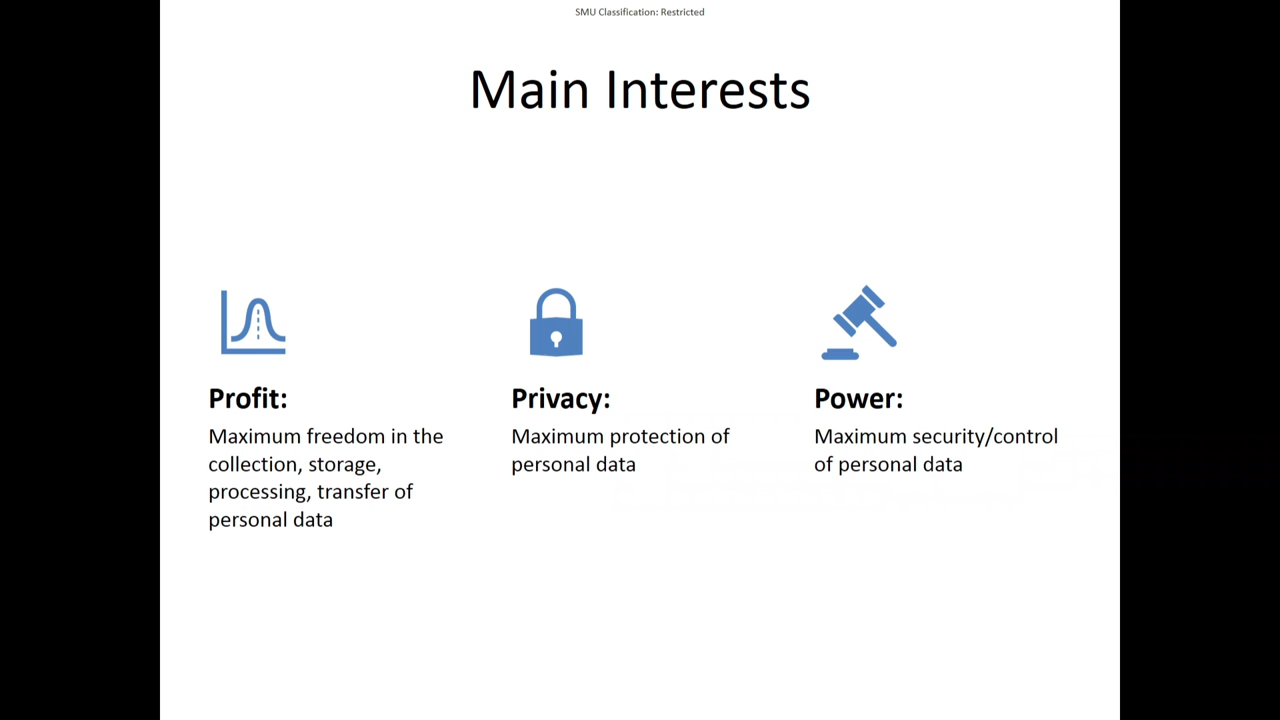 SMU Classification: Restricted
Main Interests
Profit:
Maximum freedom in the
collection, storage,
processing, transfer of
personal data
Privacy:
Maximum protection of
personal data
Power:
Maximum security/control
of personal data